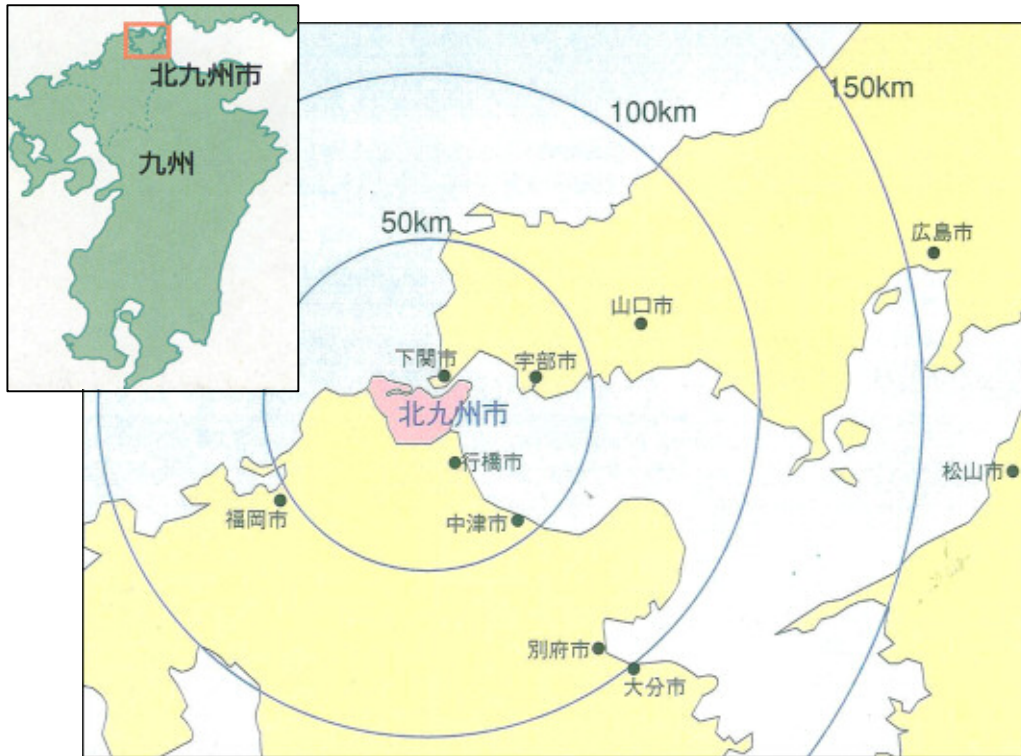 北九州市
九州
150km
100km
50km
広島市
山口市
下関市
宇部市
北九州市
行橋市
松山市
福岡市
中津市
別府市
大分市